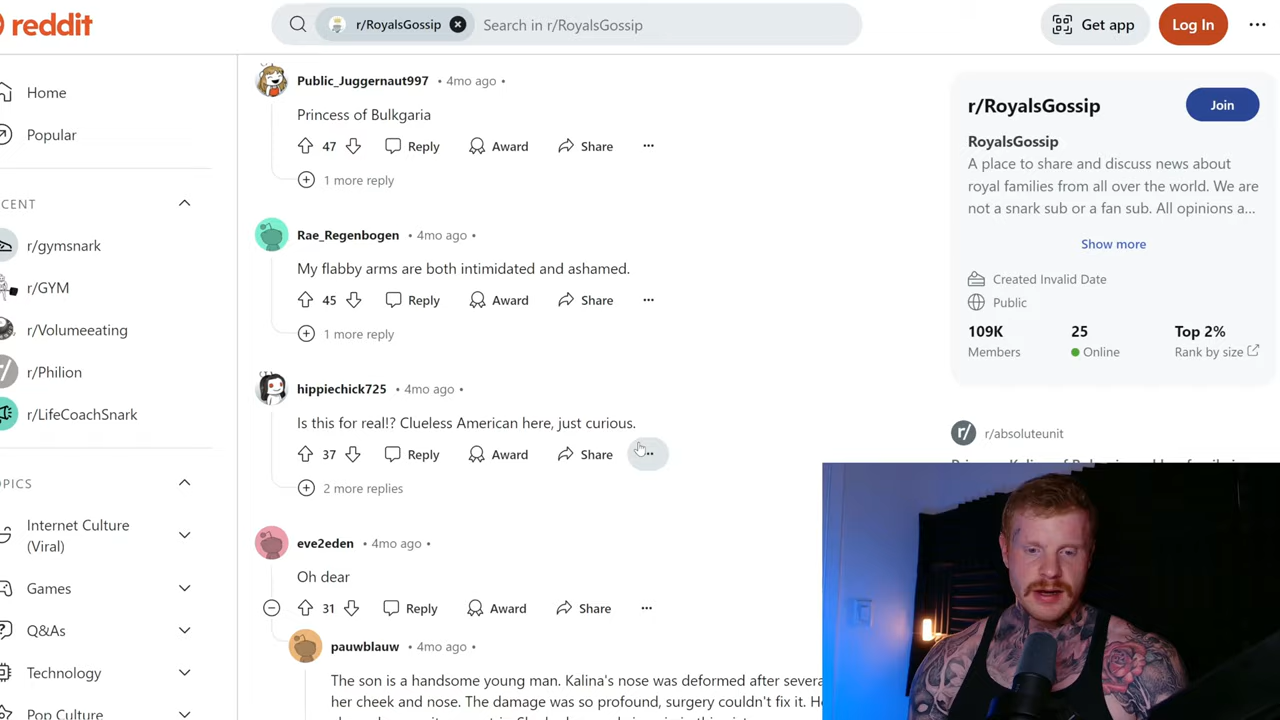 reddit
r/RoyalsGossip
Search in r/RoyalsGossip
Get app
Log In
Home
Popular
CENT
r/gymsnark
r/GYM
r/Volumeeating
r/Philion
r/LifeCoachSnark
OPICS
Internet Culture
(Viral)
Games
Q&As
Technology
Pop Culture
Public_Juggernaut997 • 4mo ago •
Princess of Bulkgaria
47 Reply Award Share
1 more reply
Rae_Regenbogen • 4mo ago •
My flabby arms are both intimidated and ashamed.
45 Reply Award Share
1 more reply
hippiechick725 • 4mo ago •
Is this for real!? Clueless American here, just curious.
37 Reply Award Share
2 more replies
eve2eden • 4mo ago •
Oh dear
31 Reply Award Share
pauwblauw • 4mo ago •
The son is a handsome young man. Kalina's nose was deformed after severa
her cheek and nose. The damage was so profound, surgery couldn't fix it.
r/RoyalsGossip
Join
RoyalsGossip
A place to share and discuss news about
royal families from all over the world. We are
not a snark sub or a fan sub. All opinions a...
Show more
Created Invalid Date
Public
109K 25 Top 2%
Members Online Rank by size
r/absoluteunit